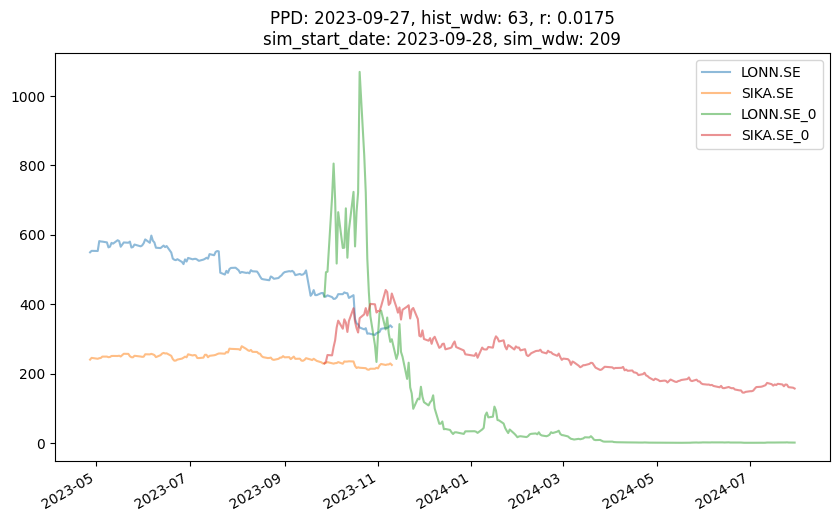 PPD: 2023-09-27, hist_wdw: 63, r: 0.0175
sim_start_date: 2023-09-28, sim_wdw: 209
LONN.SE
SIKA.SE
LONN.SE_0
SIKA.SE_0
1000
800
600
400
200
0
2023-05
2023-07
2023-09
2023-11
2024-01
2024-03
2024-05
2024-07